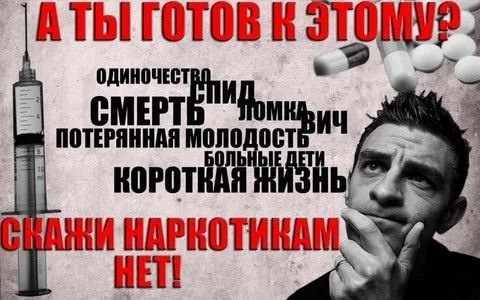 А ТЫ ГОТОВ К ЭТОМУ?
ОДИНОЧЕСТВО
СПИД
СМЕРТЬ ЛОМКА
ВИЧ
ПОТЕРЯННАЯ МОЛОДОСТЬ
БОЛЬНЫЕ ДЕТИ
КОРОТКАЯ ЖИЗНЬ
СКАЖИ НАРКОТИКАМ
НЕТ!